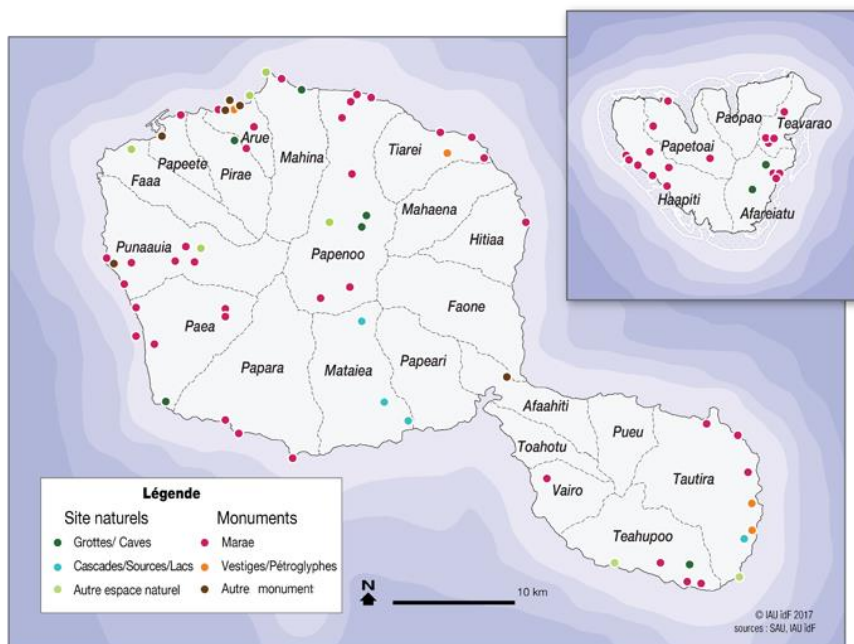 Paopao
Teavarao
Papetoai
Haapiti
Afareiatu
Arue
Papeete
Pirae
Mahina
Tiarei
Faaa
Mahaena
Hitiaa
Punaauia
Papenoo
Faone
Paea
Papara
Mataiea
Papeari
Afaahiti
Pueu
Toahotu
Tautira
Vairo
Teahupoo
Légende
Site naturels Monuments
Grottes/ Caves Marae
Cascades/Sources/Lacs Vestiges/Pétroglyphes
Autre espace naturel Autre monument
N
10 km
© IAU îdF 2017
sources : SAU, IAU îdF